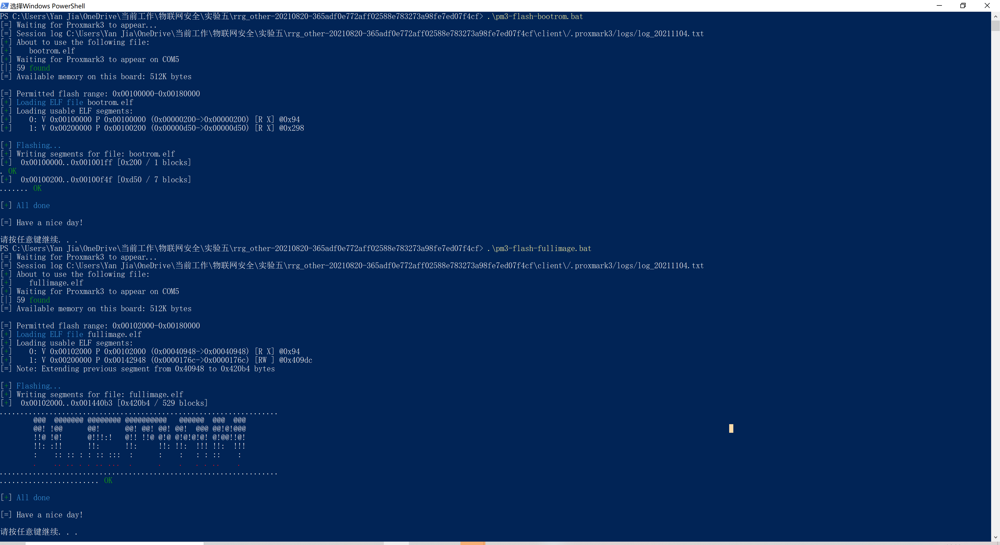 选择Windows PowerShell
PS C:\Users\Yan Jia\OneDrive\当前工作\物联网安全\实验五\rrg_other-20210820-365adf0e772aff02588e783273a98fe7ed07f4cf> .\pm3-flash-bootrom.bat
[=] Waiting for Proxmark3 to appear...
[=] Session log C:\Users\Yan Jia\OneDrive\当前工作\物联网安全\实验五\rrg_other-20210820-365adf0e772aff02588e783273a98fe7ed07f4cf\client\/.proxmark3/logs/log_20211104.txt
[+] About to use the following file:
[+]    bootrom.elf
[+] Waiting for Proxmark3 to appear on COM5
[|] 59 found
[=] Available memory on this board: 512K bytes
[=] Permitted flash range: 0x00100000-0x00180000
[+] Loading ELF file bootrom.elf
[+] Loading usable ELF segments:
[+]    0: V 0x00100000 P 0x00100000 (0x00000200->0x00000200) [R X] @0x94
[+]    1: V 0x00200000 P 0x00100200 (0x00000d50->0x00000d50) [R X] @0x298
[+] Flashing...
[+] Writing segments for file: bootrom.elf
[+]  0x00100000..0x001001ff [0x200 / 1 blocks]
. OK
[+]  0x00100200..0x00100f4f [0xd50 / 7 blocks]
....... OK
[+] All done
[=] Have a nice day!
请按任意键继续. . .
PS C:\Users\Yan Jia\OneDrive\当前工作\物联网安全\实验五\rrg_other-20210820-365adf0e772aff02588e783273a98fe7ed07f4cf> .\pm3-flash-fullimage.bat
[=] Waiting for Proxmark3 to appear...
[=] Session log C:\Users\Yan Jia\OneDrive\当前工作\物联网安全\实验五\rrg_other-20210820-365adf0e772aff02588e783273a98fe7ed07f4cf\client\/.proxmark3/logs/log_20211104.txt
[+] About to use the following file:
[+]    fullimage.elf
[+] Waiting for Proxmark3 to appear on COM5
[|] 59 found
[=] Available memory on this board: 512K bytes
[=] Permitted flash range: 0x00102000-0x00180000
[+] Loading ELF file fullimage.elf
[+] Loading usable ELF segments:
[+]    0: V 0x00102000 P 0x00102000 (0x00040948->0x00040948) [R X] @0x94
[+]    1: V 0x00200000 P 0x00142948 (0x0000176c->0x0000176c) [RW ] @0x409dc
[=] Note: Extending previous segment from 0x40948 to 0x420b4 bytes
[+] Flashing...
[+] Writing segments for file: fullimage.elf
[+]  0x00102000..0x001440b3 [0x420b4 / 529 blocks]
...................................................................
        @@@  @@@@@@@ @@@@@@@@ @@@@@@@@@@   @@@@@@  @@@  @@@
        @@! !@@      @@!      @@! @@! @@! @@!  @@@ @@!@!@@@
        !!@ !@!      @!!!:!   @!! !!@ @!@ @!@!@!@! @!@@!!@!
        !!: :!!      !!:      !!:     !!: !!:  !!! !!:  !!!
        :    :: :: : : :: :::  :      :    :   : : ::    :
        .    .. .. . . .. ...  .      .    .   . . ..    .
...................................................................
........................ OK
[+] All done
[=] Have a nice day!
请按任意键继续. . .